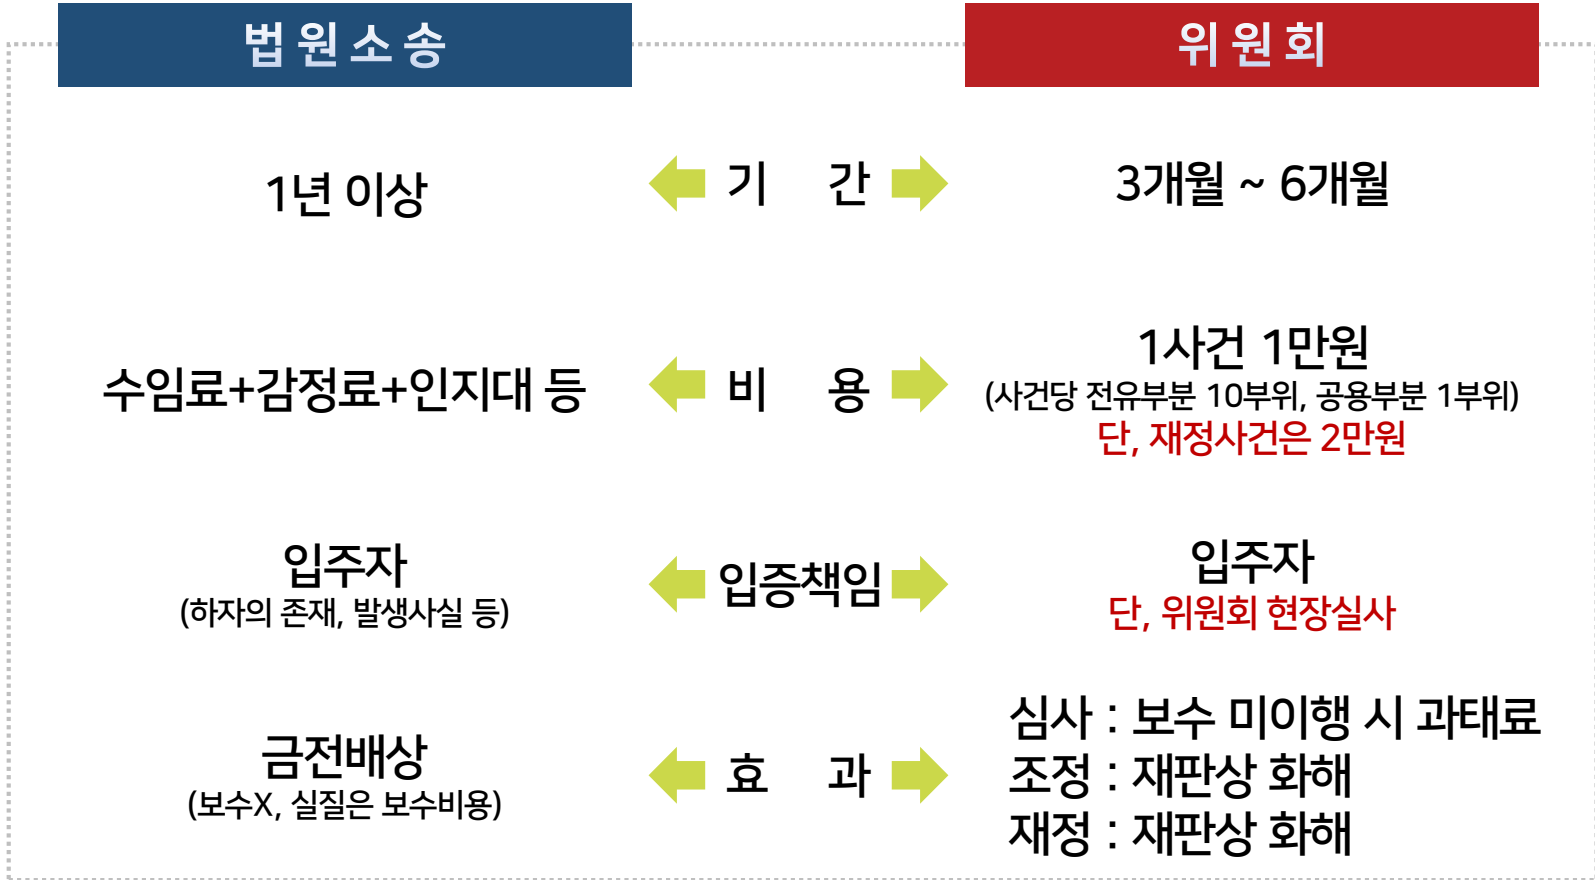 법원소송
위원회
1년 이상
기 간
3개월 ~ 6개월
수임료+감정료+인지대 등
비 용
1사건 1만원
(사건당 전유부분 10부위, 공용부분 1부위)
단, 재정사건은 2만원
입주자
(하자의 존재, 발생사실 등)
입증책임
입주자
단, 위원회 현장실사
금전배상
(보수X, 실질은 보수비용)
효 과
심사 : 보수 미이행 시 과태료
조정 : 재판상 화해
재정 : 재판상 화해